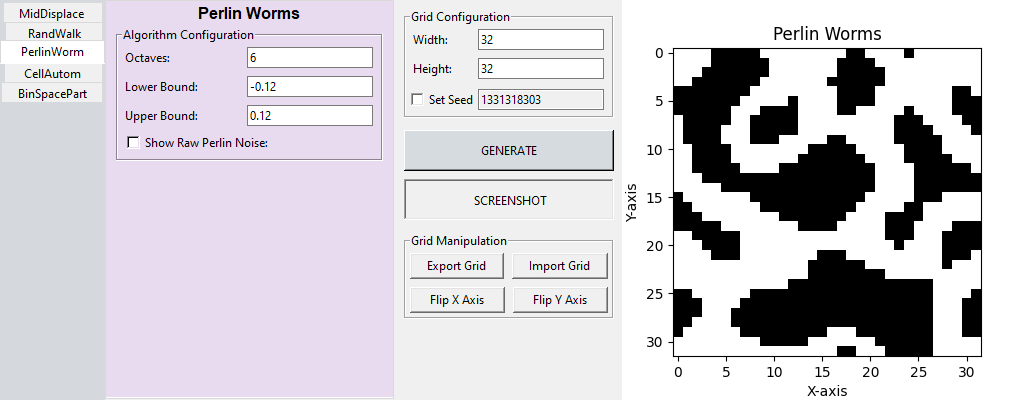 MidDisplace
RandWalk
PerlinWorm
CellAutom
BinSpacePart
Perlin Worms
Algorithm Configuration
Octaves: 6
Lower Bound: -0.12
Upper Bound: 0.12
Show Raw Perlin Noise:
Grid Configuration
Width: 32
Height: 32
Set Seed 1331318303
GENERATE
SCREENSHOT
Grid Manipulation
Export Grid Import Grid
Flip X Axis Flip Y Axis
Perlin Worms
Y-axis
0
5
10
15
20
25
30
0 5 10 15 20 25 30
X-axis